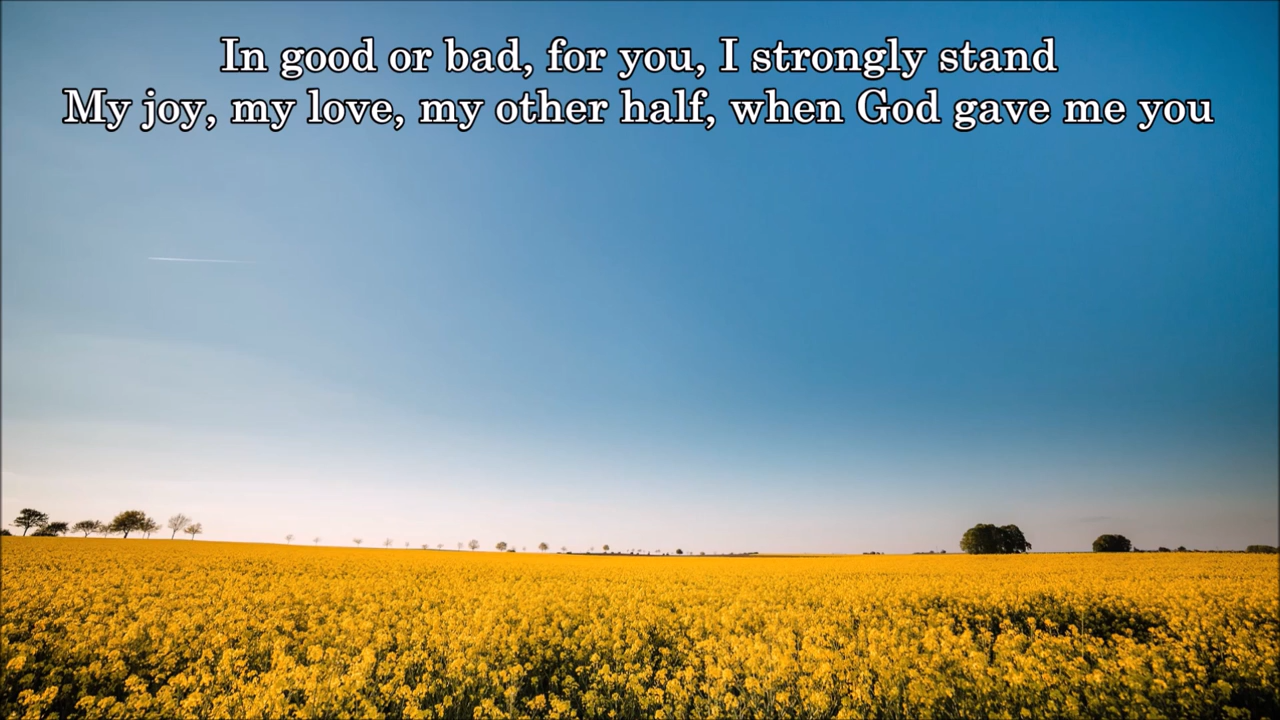 In good or bad, for you, I strongly stand
My joy, my love, my other half, when God gave me you